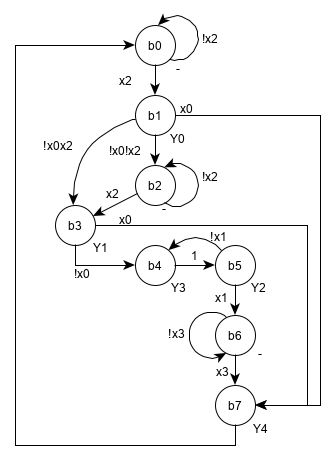 b0
!x2
-
x2
b1
x0
Y0
!x0x2
!x0!x2
b2
!x2
x2
-
b3
x0
Y1
!x0
b4
1
!x1
b5
Y3
Y2
x1
!x3
b6
-
x3
b7
Y4